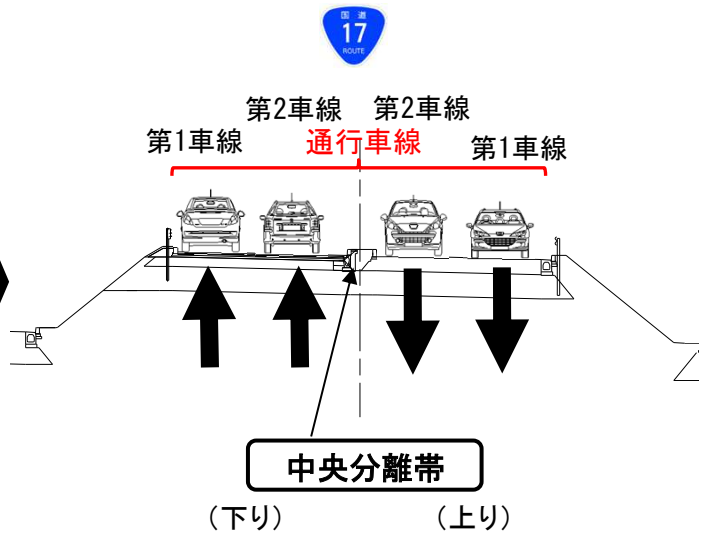 国道
17
ROUTE
第2車線 第2車線
第1車線 通行車線 第1車線
中央分離帯
(下り) (上り)